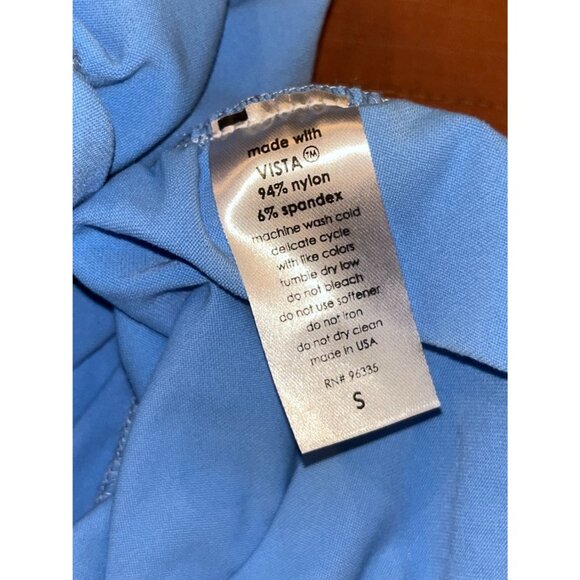 made with
VISTA™
94% nylon
6% spandex
machine wash cold
delicate cycle
with like colors
tumble dry low
do not bleach
do not use softener
do not iron
do not dry clean
made in USA
RN# 96335
S